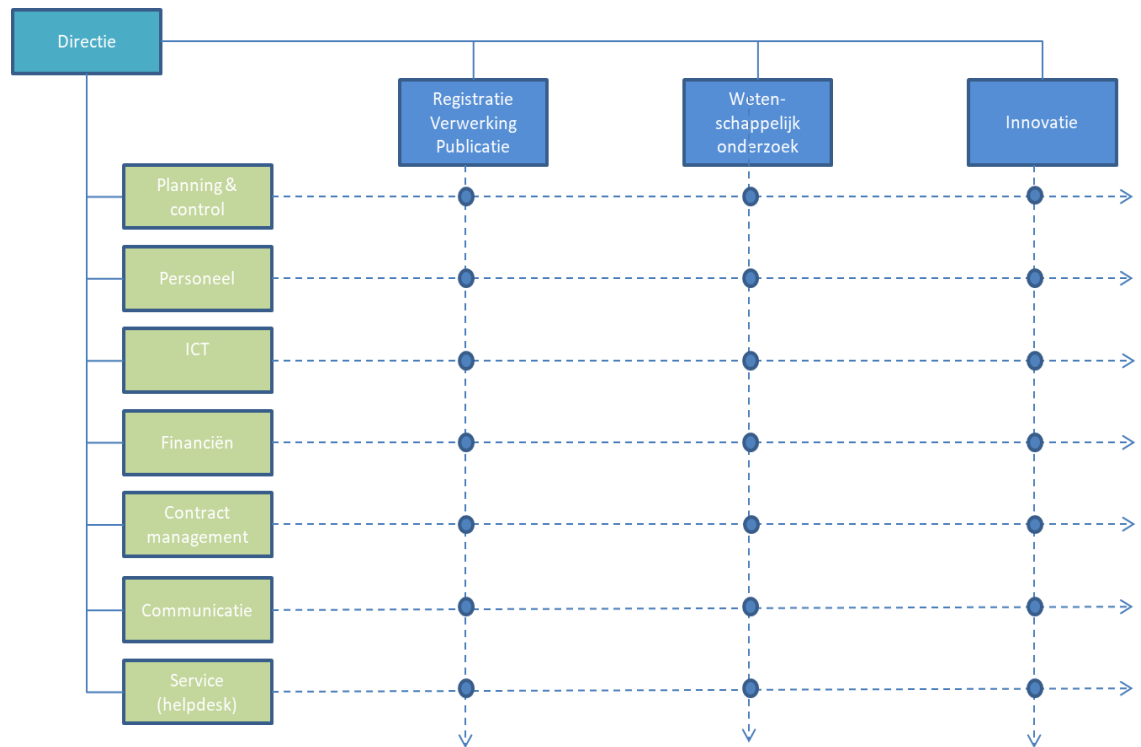 Directie
Registratie
Verwerking
Publicatie
Weten-
schappelijk
onderzoek
Innovatie
Planning &
control
Personeel
ICT
Financiën
Contract
management
Communicatie
Service
(helpdesk)